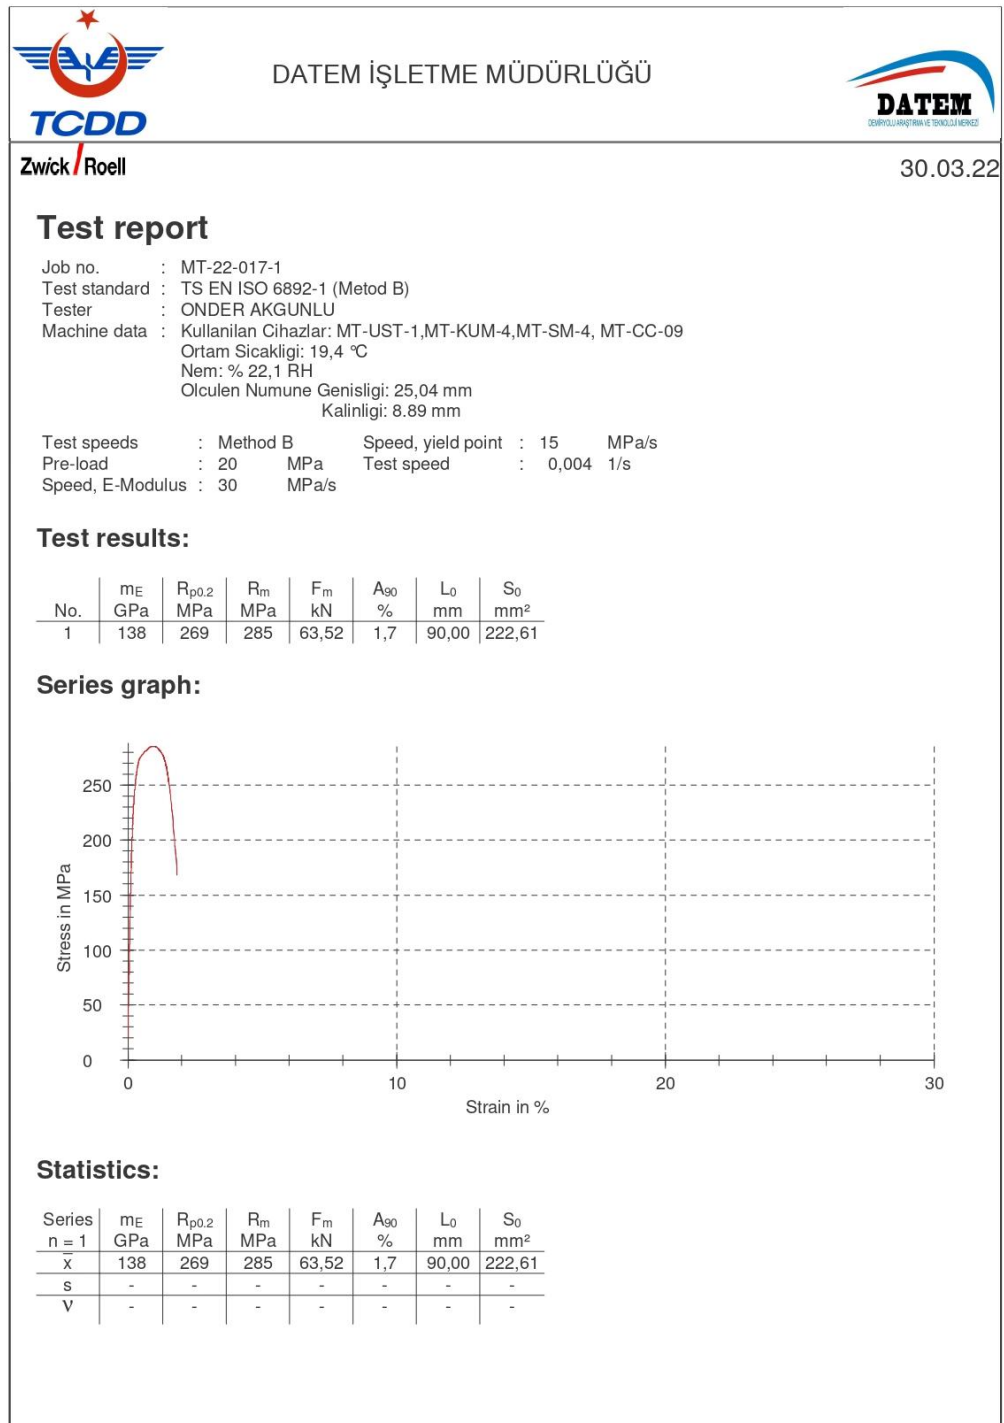 DATEM İŞLETME MÜDÜRLÜĞÜ
TCDD
DATEM
DEMİRYOLU ARAŞTIRMA VE TEKNOLOJİ MERKEZİ
Zwick / Roell
30.03.22
Test report
Job no. : MT-22-017-1
Test standard : TS EN ISO 6892-1 (Metod B)
Tester : ONDER AKGUNLU
Machine data : Kullanilan Cihazlar: MT-UST-1,MT-KUM-4,MT-SM-4, MT-CC-09
Ortam Sicakligi: 19,4 °C
Nem: % 22,1 RH
Olculen Numune Genisligi: 25,04 mm
Kalinligi: 8.89 mm
Test speeds : Method B Speed, yield point : 15 MPa/s
Pre-load : 20 MPa Test speed : 0,004 1/s
Speed, E-Modulus : 30 MPa/s
Test results:
mE Rp0.2 Rm Fm A90 L0 S0
No. GPa MPa MPa kN % mm mm²
1 138 269 285 63,52 1,7 90,00 222,61
Series graph:
250
200
150
100
50
0
Stress in MPa
0 10 20 30
Strain in %
Statistics:
Series mE Rp0.2 Rm Fm A90 L0 S0
n = 1 GPa MPa MPa kN % mm mm²
x̅ 138 269 285 63,52 1,7 90,00 222,61
s - - - - - - -
ν - - - - - - -